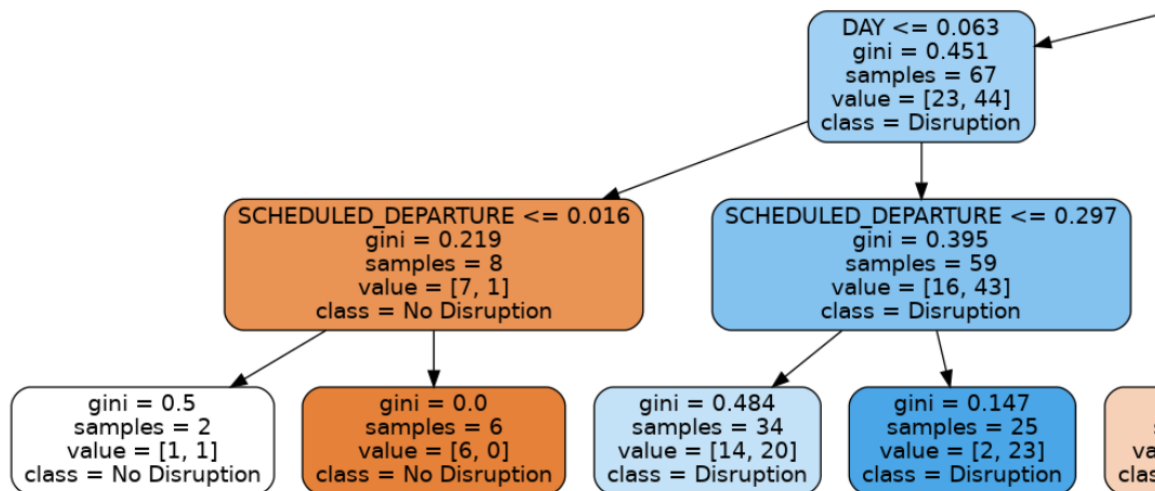 DAY <= 0.063
gini = 0.451
samples = 67
value = [23, 44]
class = Disruption
SCHEDULED_DEPARTURE <= 0.016
gini = 0.219
samples = 8
value = [7, 1]
class = No Disruption
SCHEDULED_DEPARTURE <= 0.297
gini = 0.395
samples = 59
value = [16, 43]
class = Disruption
gini = 0.5
samples = 2
value = [1, 1]
class = No Disruption
gini = 0.0
samples = 6
value = [6, 0]
class = No Disruption
gini = 0.484
samples = 34
value = [14, 20]
class = Disruption
gini = 0.147
samples = 25
value = [2, 23]
class = Disruption